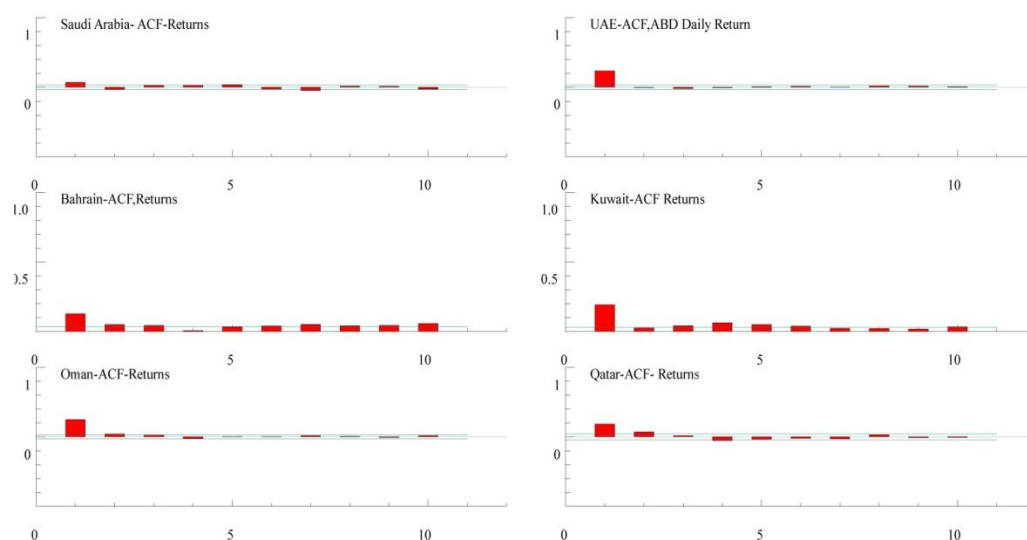 Saudi Arabia- ACF-Returns
1
0
0 5 10
UAE-ACF,ABD Daily Return
1
0
0 5 10
Bahrain-ACF,Returns
1.0
0.5
0 5 10
Kuwait-ACF Returns
1.0
0.5
0 5 10
Oman-ACF-Returns
1
0
0 5 10
Qatar-ACF- Returns
1
0
0 5 10